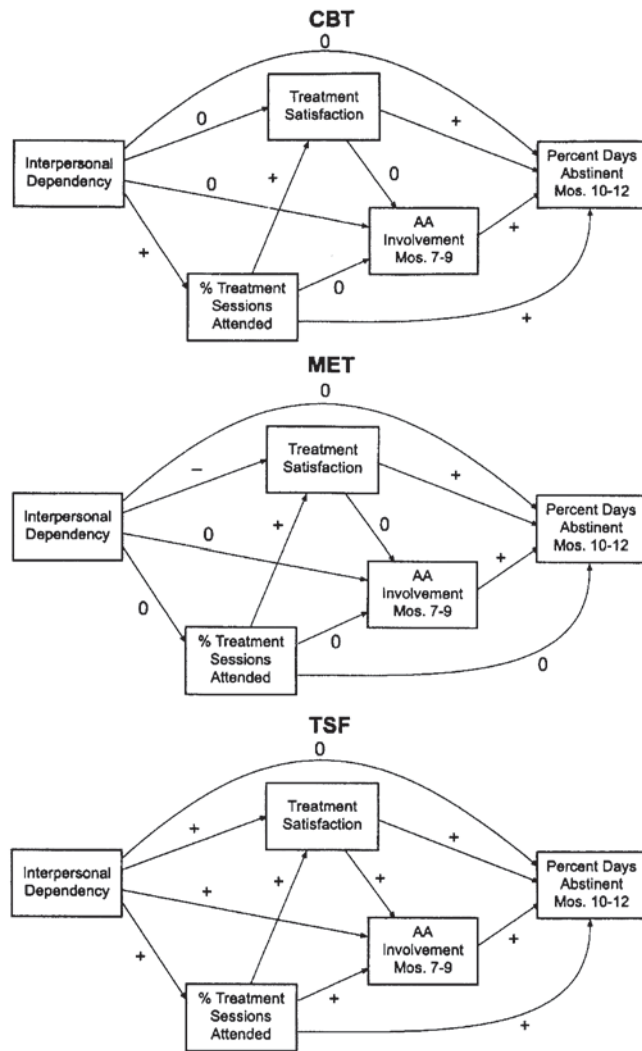 CBT
0
Treatment
Satisfaction
0
+
Interpersonal
Dependency
Percent Days
Abstinent
Mos. 10-12
+
0
0
AA
Involvement
Mos. 7-9
+
+
% Treatment
Sessions
Attended
0
+
MET
0
Treatment
Satisfaction
–
+
Interpersonal
Dependency
Percent Days
Abstinent
Mos. 10-12
+
0
0
AA
Involvement
Mos. 7-9
+
0
% Treatment
Sessions
Attended
0
0
TSF
0
Treatment
Satisfaction
+
+
Interpersonal
Dependency
Percent Days
Abstinent
Mos. 10-12
+
+
+
AA
Involvement
Mos. 7-9
+
+
% Treatment
Sessions
Attended
+
+